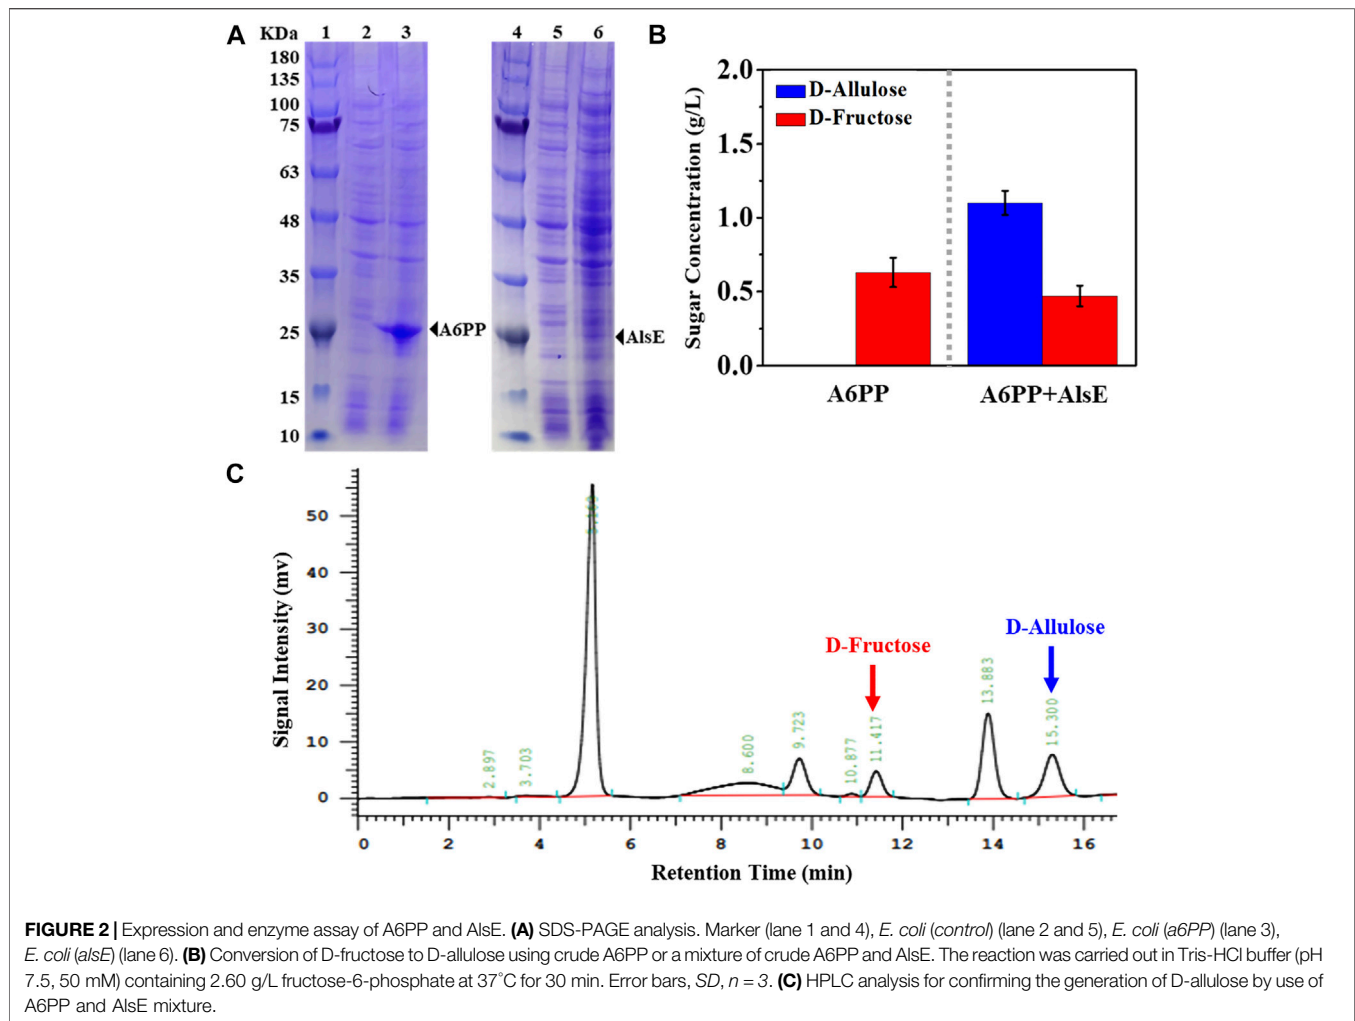 A
KDa 1 2 3
180
135
100
75
63
48
35
25
15
10
A6PP
4 5 6
AlsE
B
Sugar Concentration (g/L)
2.0
1.5
1.0
0.5
0.0
D-Allulose
D-Fructose
A6PP A6PP+AlsE
C
Signal Intensity (mv)
50
40
30
20
10
0
2.897
3.703
8.600
9.723
10.877
11.417
13.883
15.300
D-Fructose
D-Allulose
0 2 4 6 8 10 12 14 16
Retention Time (min)
FIGURE 2 | Expression and enzyme assay of A6PP and AlsE. (A) SDS-PAGE analysis. Marker (lane 1 and 4), E. coli (control) (lane 2 and 5), E. coli (a6PP) (lane 3),
E. coli (alsE) (lane 6). (B) Conversion of D-fructose to D-allulose using crude A6PP or a mixture of crude A6PP and AlsE. The reaction was carried out in Tris-HCl buffer (pH
7.5, 50 mM) containing 2.60 g/L fructose-6-phosphate at 37°C for 30 min. Error bars, SD, n = 3. (C) HPLC analysis for confirming the generation of D-allulose by use of
A6PP and AlsE mixture.